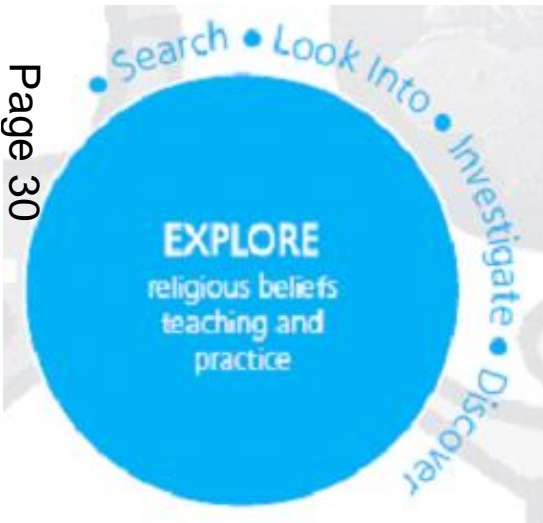 • Search • Look Into • Investigate • Discover
Page 30
EXPLORE
religious beliefs
teaching and
practice